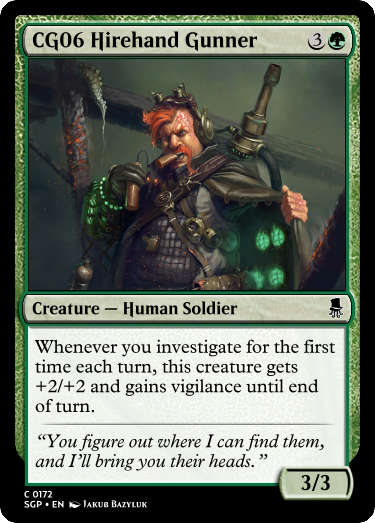 CG06 Hirehand Gunner 3
Creature — Human Soldier
Whenever you investigate for the first
time each turn, this creature gets
+2/+2 and gains vigilance until end
of turn.
“You figure out where I can find them,
and I’ll bring you their heads.”
3/3
C 0172
SGP • EN Jakub Bazyluk